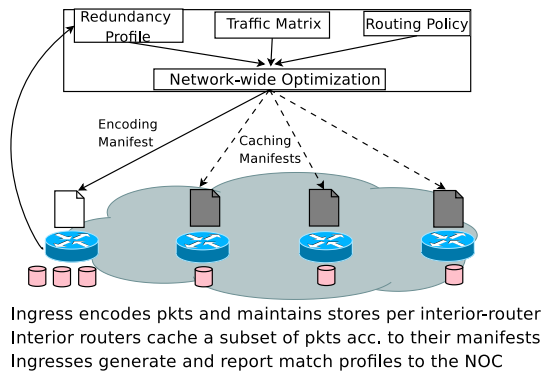 Redundancy
Profile
Traffic Matrix
Routing Policy
Network-wide Optimization
Encoding
Manifest
Caching
Manifests
Ingress encodes pkts and maintains stores per interior-router
Interior routers cache a subset of pkts acc. to their manifests
Ingresses generate and report match profiles to the NOC